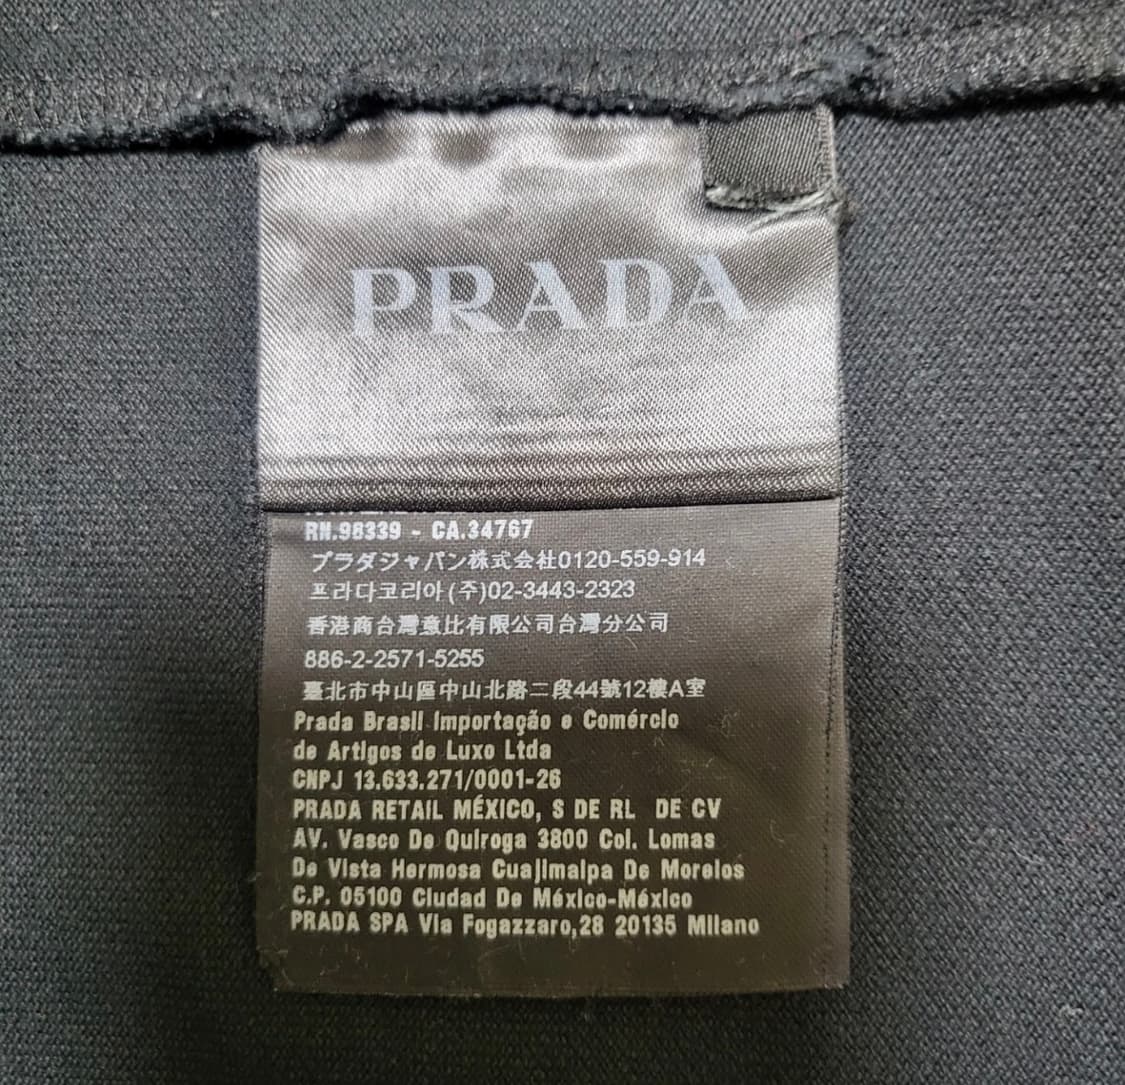 PRADA
RN.98339 - CA.34767
プラダジャパン株式会社0120-559-914
프라다코리아(주)02-3443-2323
香港商台灣意比有限公司台灣分公司
886-2-2571-5255
臺北市中山區中山北路二段44號12樓A室
Prada Brasil Importação e Comércio
de Artigos de Luxo Ltda
CNPJ 13.633.271/0001-26
PRADA RETAIL MÉXICO, S DE RL DE CV
AV. Vasco De Quiroga 3800 Col. Lomas
De Vista Hermosa Cuajimalpa De Morelos
C.P. 05100 Ciudad De México-México
PRADA SPA Via Fogazzaro,28 20135 Milano